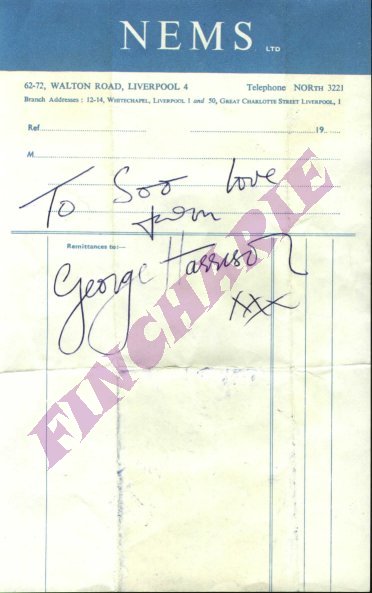 NEMS LTD
62-72, WALTON ROAD, LIVERPOOL 4 Telephone NORTH 3221
Branch Addresses : 12-14, WHITECHAPEL, LIVERPOOL 1 and 50, GREAT CHARLOTTE STREET LIVERPOOL, 1
Ref. 19
M
To Soo love
from
Remittances to:—
George Harrison
xxx
FINCHARIE